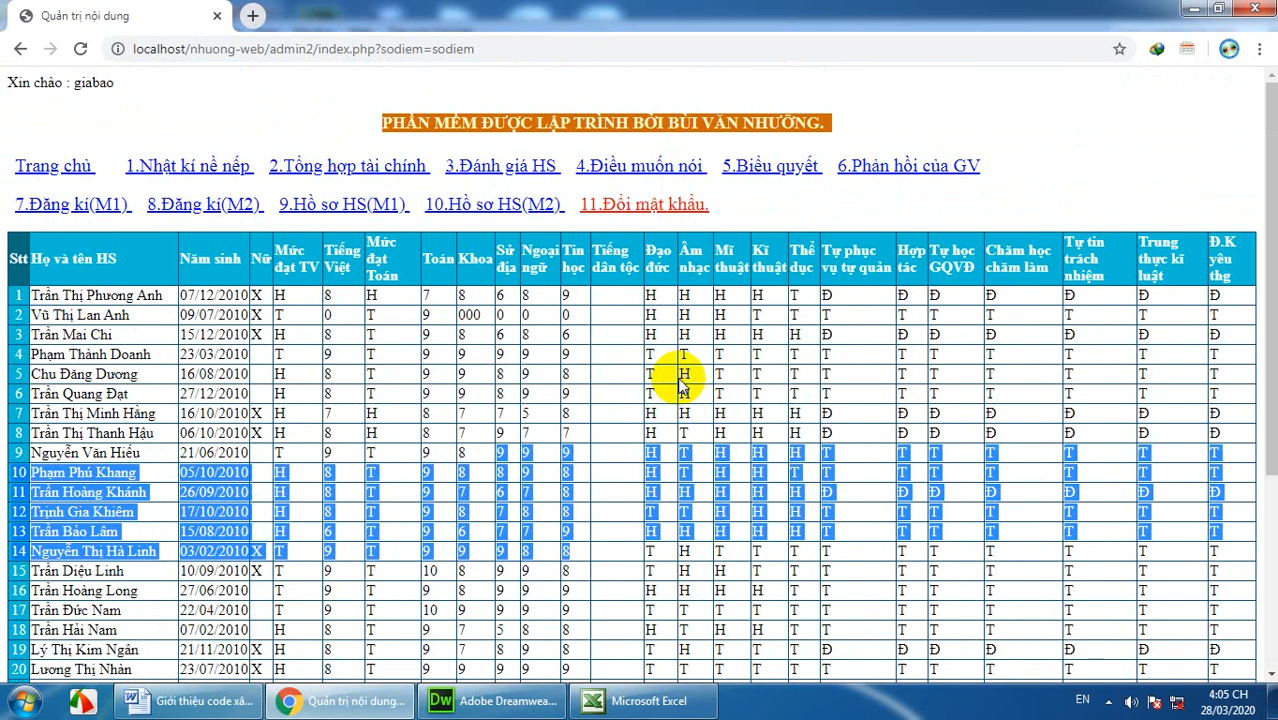 Quản trị nội dung
localhost/nhuong-web/admin2/index.php?sodiem=sodiem
Xin chào : giabao
PHẦN MỀM ĐƯỢC LẬP TRÌNH BỞI BÙI VĂN NHƯỠNG.
Trang chủ 1.Nhật kí nề nếp 2.Tổng hợp tài chính 3.Đánh giá HS 4.Điều muốn nói 5.Biểu quyết 6.Phản hồi của GV
7.Đăng kí(M1) 8.Đăng kí(M2) 9.Hồ sơ HS(M1) 10.Hồ sơ HS(M2) 11.Đổi mật khẩu.
Stt Họ và tên HS Năm sinh Nữ Mức đạt TV Tiếng Việt Mức đạt Toán Toán Khoa Sử địa Ngoại ngữ Tin học Tiếng dân tộc Đạo đức Âm nhạc Mĩ thuật Kĩ thuật Thể dục Tự phục vụ tự quản Hợp tác Tự học GQVĐ Chăm học chăm làm Tự tin trách nhiệm Trung thực kỉ luật Đ.K yêu thg
1 Trần Thị Phương Anh 07/12/2010 X H 8 H 7 8 6 8 9 H H H H T Đ Đ Đ Đ Đ Đ Đ
2 Vũ Thị Lan Anh 09/07/2010 X T 0 T 9 000 0 0 0 H H H T T T T T T T T T
3 Trần Mai Chi 15/12/2010 X H 8 T 9 8 6 8 6 H H H H H Đ Đ Đ Đ Đ Đ Đ
4 Phạm Thành Doanh 23/03/2010 T 9 T 9 9 9 9 9 T T T T T T T T T T T T
5 Chu Đăng Dương 16/08/2010 H 8 T 9 9 8 9 8 T H T T T T T T T T T T
6 Trần Quang Đạt 27/12/2010 H 8 T 9 9 8 9 9 T H T T T T T T T T T T
7 Trần Thị Minh Hằng 16/10/2010 X H 7 H 8 7 7 5 8 H H H H H Đ Đ Đ Đ Đ Đ Đ
8 Trần Thị Thanh Hậu 06/10/2010 X H 8 H 8 7 9 7 7 H T H H H Đ Đ Đ Đ Đ Đ Đ
9 Nguyễn Văn Hiếu 21/06/2010 T 9 T 9 8 9 9 9 H T H H H T T T T T T T
10 Phạm Phú Khang 05/10/2010 H 8 T 9 8 8 9 9 H T H H H T T T T T T T
11 Trần Hoàng Khánh 26/09/2010 H 8 T 9 7 6 7 8 H H H H H Đ Đ Đ Đ Đ Đ Đ
12 Trịnh Gia Khiêm 17/10/2010 H 8 T 9 8 7 8 8 T T H H H T T T T T T T
13 Trần Bảo Lâm 15/08/2010 H 6 T 9 6 7 7 9 H H H H H T T T T T T T
14 Nguyễn Thị Hà Linh 03/02/2010 X T 9 T 9 9 9 8 8 T H T T T T T T T T T T
15 Trần Diệu Linh 10/09/2010 X T 9 T 10 8 9 9 8 T H T T T T T T T T T T
16 Trần Hoàng Long 27/06/2010 T 9 T 9 8 9 9 9 H H H H T T T T T T T T
17 Trần Đức Nam 22/04/2010 T 9 T 10 9 9 9 9 T T T T T T T T T T T T
18 Trần Hải Nam 07/02/2010 H 8 T 9 7 5 8 8 H T H H T T T T T T T T
19 Lý Thị Kim Ngân 21/11/2010 X H 8 T 9 7 8 9 8 T H T T T Đ Đ Đ Đ Đ Đ Đ
20 Lương Thị Nhàn 23/07/2010 X H 8 T 9 9 9 9 9 T T T T T T T T T T T T
Giới thiệu code xâ... Quản trị nội dung... Adobe Dreamwea... Microsoft Excel EN 4:05 CH
28/03/2020